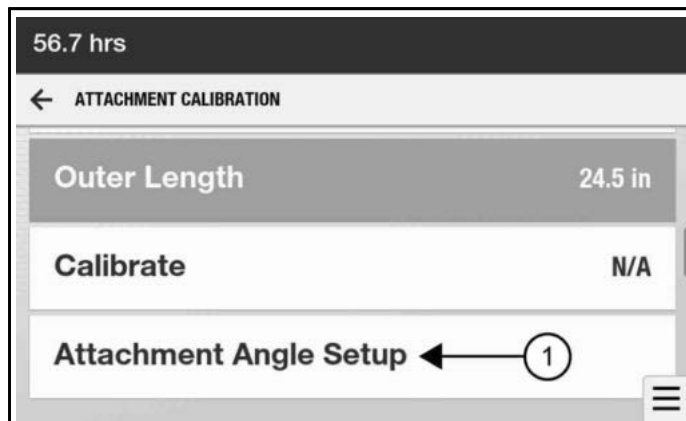 56.7 hrs
ATTACHMENT CALIBRATION
Outer Length 24.5 in
Calibrate N/A
Attachment Angle Setup 1